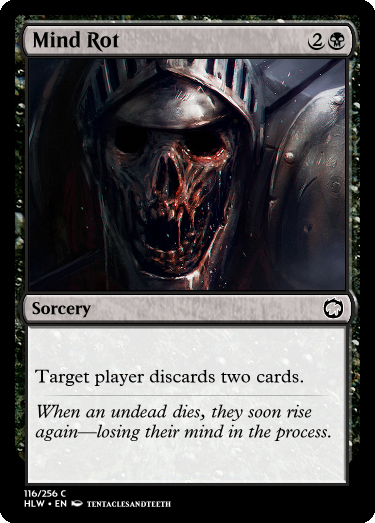 Mind Rot 2
Sorcery
Target player discards two cards.
When an undead dies, they soon rise
again—losing their mind in the process.
116/256 C
HLW • EN TENTACLESANDTEETH